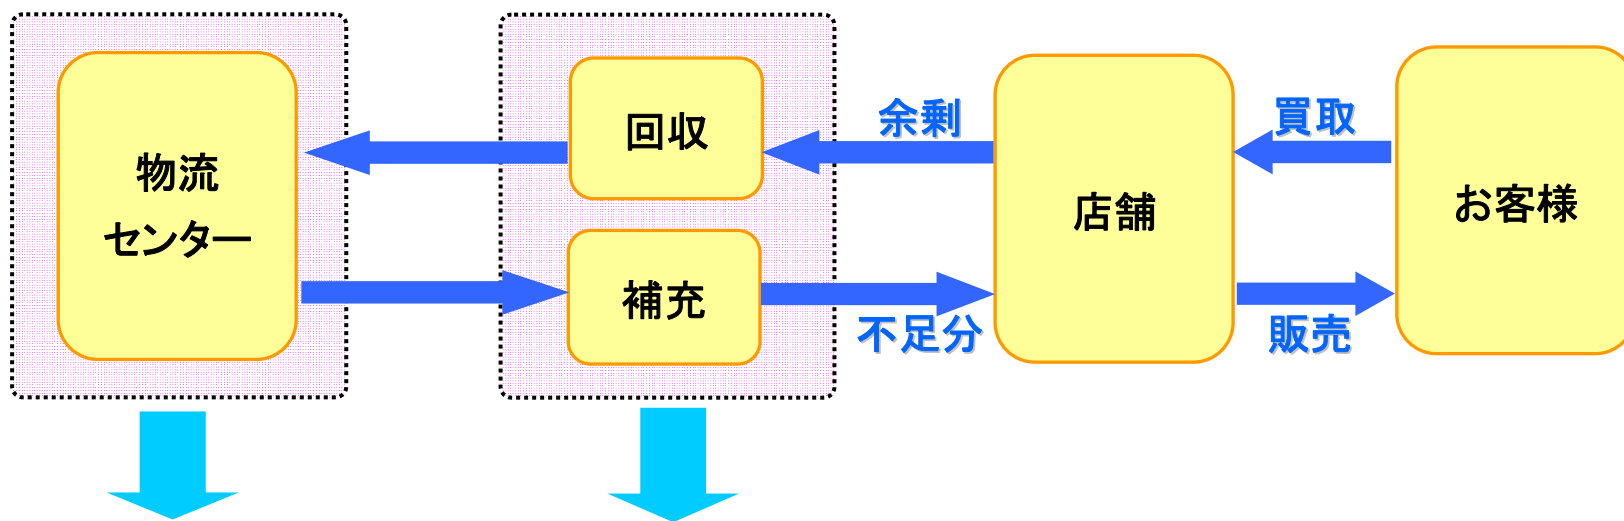 物流
センター
回収
補充
余剰
不足分
店舗
買取
販売
お客様